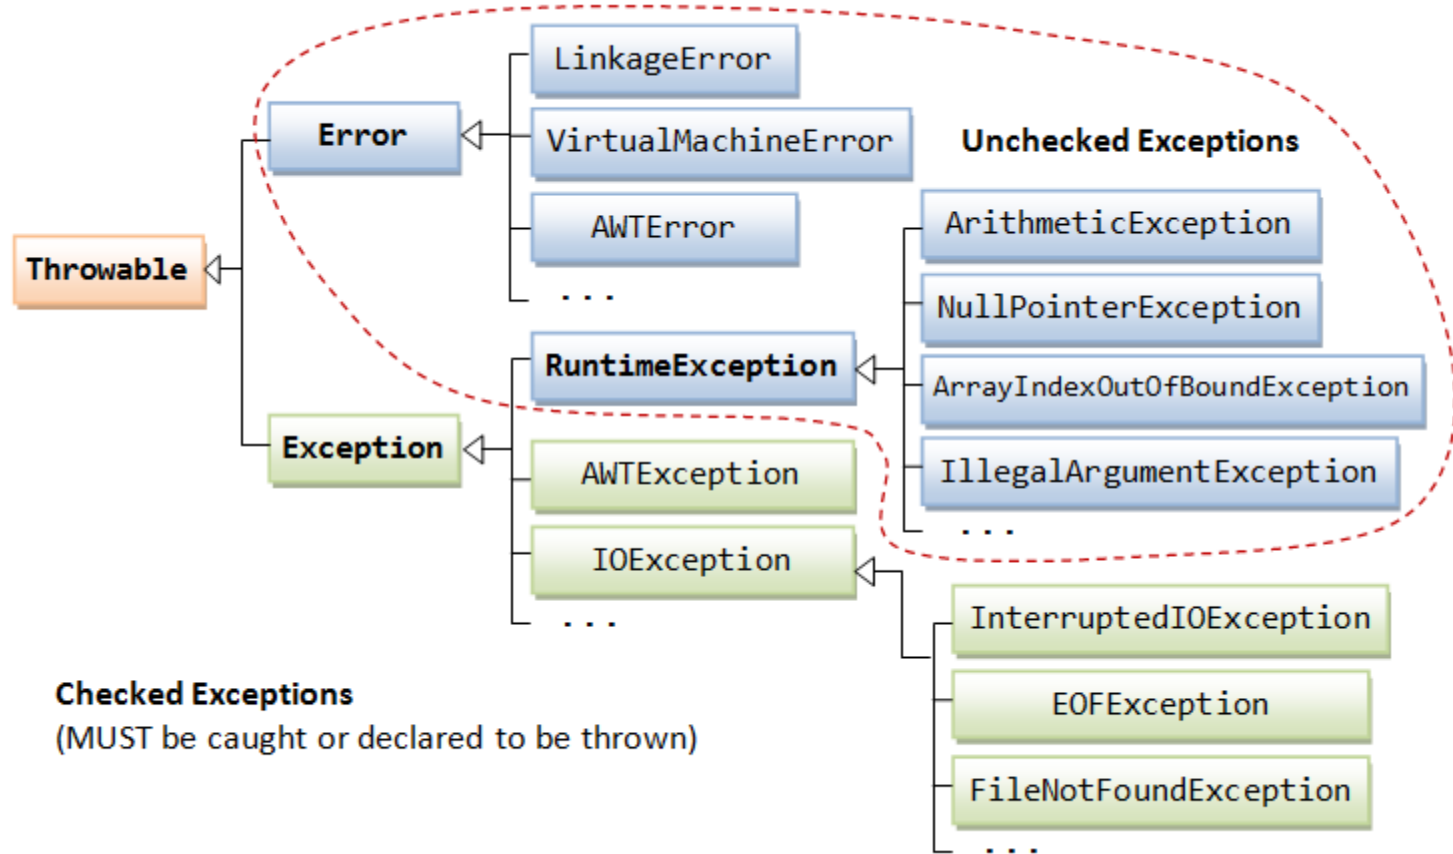 LinkageError
Error
VirtualMachineError
Unchecked Exceptions
AWTError
ArithmeticException
Throwable
...
NullPointerException
RuntimeException
ArrayIndexOutOfBoundException
Exception
AWTException
IllegalArgumentException
...
IOException
...
InterruptedIOException
Checked Exceptions
(MUST be caught or declared to be thrown)
EOFException
FileNotFoundException
...